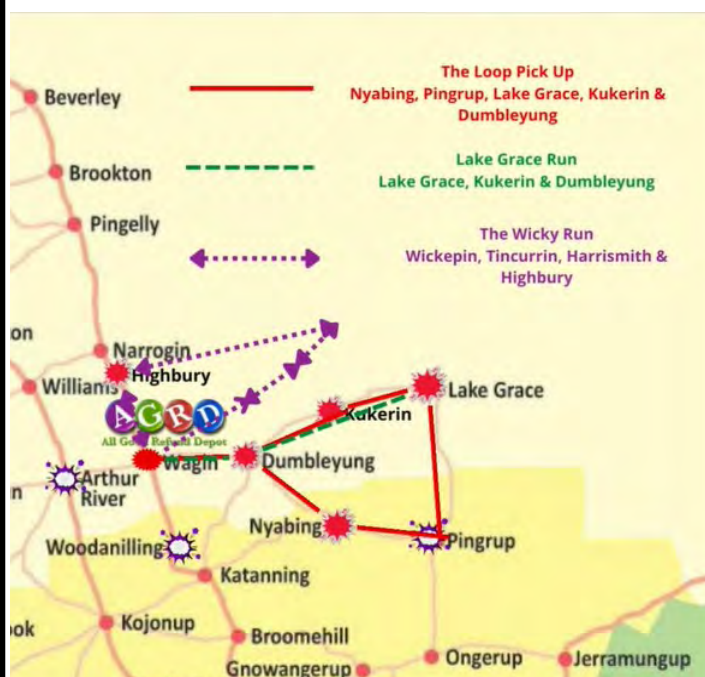 The Loop Pick Up
Nyabing, Pingrup, Lake Grace, Kukerin &
Dumbleyung
Beverley
Lake Grace Run
Lake Grace, Kukerin & Dumbleyung
Brookton
Pingelly
The Wicky Run
Wickepin, Tincurrin, Harrismith &
Highbury
on
Narrogin
Highbury
Williams
Lake Grace
AGRD
Kukerin
All Good Refund Depot
Wagin
Dumbleyung
Arthur
River
n
Nyabing
Pingrup
Woodanilling
Katanning
Kojonup
ok
Broomehill
Gnowangerup
Ongerup
Jerramungup